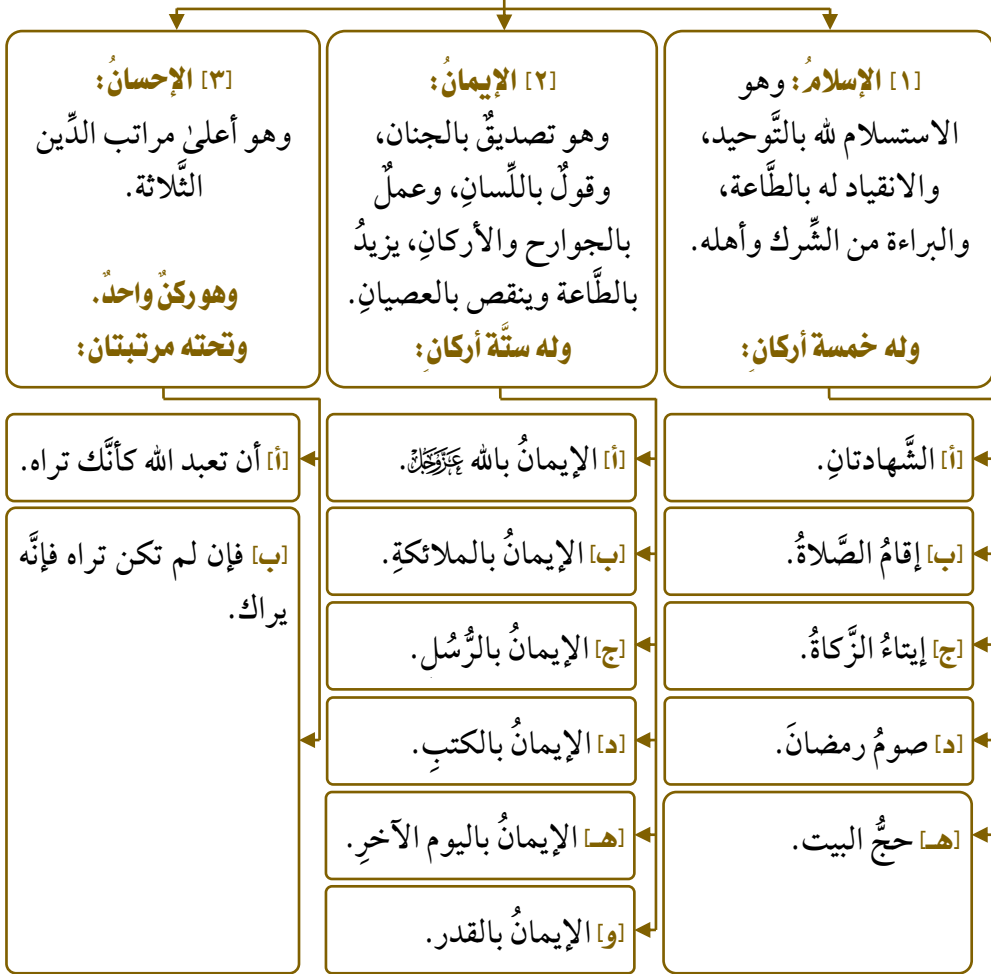 [١] الإسلامُ: وهو
الاستسلام لله بالتَّوحيد،
والانقياد له بالطَّاعة،
والبراءة من الشِّرك وأهله.
وله خمسة أركانٍ:
[أ] الشَّهادتانِ.
[ب] إقامُ الصَّلاةُ.
[ج] إيتاءُ الزَّكاةُ.
[د] صومُ رمضانَ.
[هـ] حجُّ البيت.
[٢] الإيمانُ:
وهو تصديقٌ بالجنان،
وقولٌ باللِّسانِ، وعملٌ
بالجوارح والأركانِ، يزيدُ
بالطَّاعة وينقص بالعصيانِ.
وله ستَّة أركانٍ:
[أ] الإيمانُ بالله عَزَّوَجَلَّ.
[ب] الإيمانُ بالملائكةِ.
[ج] الإيمانُ بالرُّسُلِ.
[د] الإيمانُ بالكتبِ.
[هـ] الإيمانُ باليوم الآخرِ.
[و] الإيمانُ بالقدر.
[٣] الإحسانُ:
وهو أعلىٰ مراتب الدِّين
الثَّلاثة.
وهو ركنٌ واحدٌ.
وتحته مرتبتان:
[أ] أن تعبد الله كأنَّك تراه.
[ب] فإن لم تكن تراه فإنَّه
يراك.